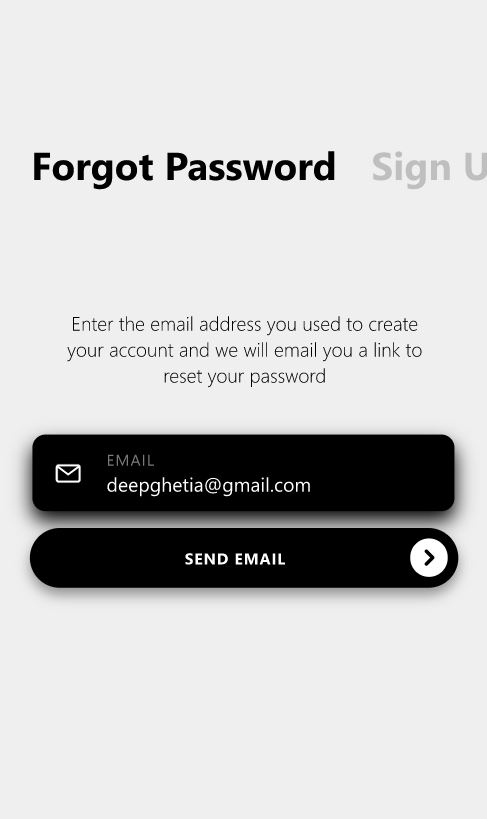 Forgot Password Sign U
Enter the email address you used to create
your account and we will email you a link to
reset your password
EMAIL
deepghetia@gmail.com
SEND EMAIL